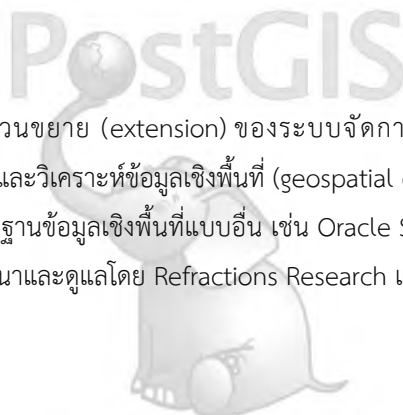 PostGIS
วนขยาย (extension) ของระบบจัดกา
และวิเคราะห์ข้อมูลเชิงพื้นที่ (geospatial
ฐานข้อมูลเชิงพื้นที่แบบอื่น เช่น Oracle S
นาและดูแลโดย Refractions Research เ